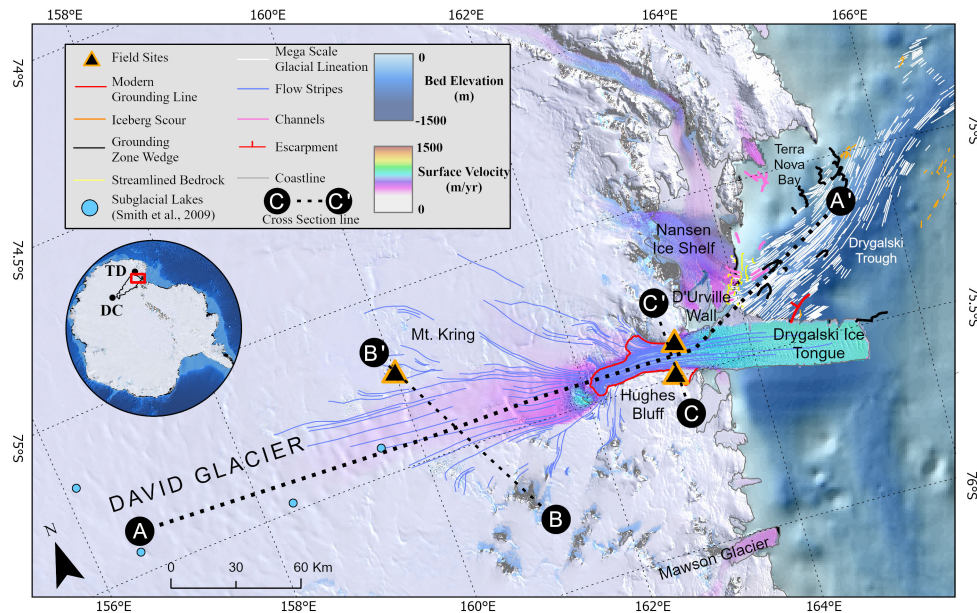 158°E
160°E
162°E
164°E
166°E
74°S
74.5°S
75°S
75°S
75.5°S
76°S
156°E
158°E
160°E
162°E
164°E
Field Sites
Modern
Grounding Line
Iceberg Scour
Grounding
Zone Wedge
Streamlined Bedrock
Subglacial Lakes
(Smith et al., 2009)
Mega Scale
Glacial Lineation
Flow Stripes
Channels
Escarpment
Coastline
C C'
Cross Section line
0
Bed Elevation
(m)
-1500
1500
Surface Velocity
(m/yr)
0
TD
DC
Terra
Nova
Bay
A'
Nansen
Ice Shelf
Drygalski
Trough
C'
D'Urville
Wall
Mt. Kring
B'
Drygalski Ice
Tongue
Hughes
Bluff
C
DAVID GLACIER
A
B
Mawson Glacier
N
0 30 60 Km